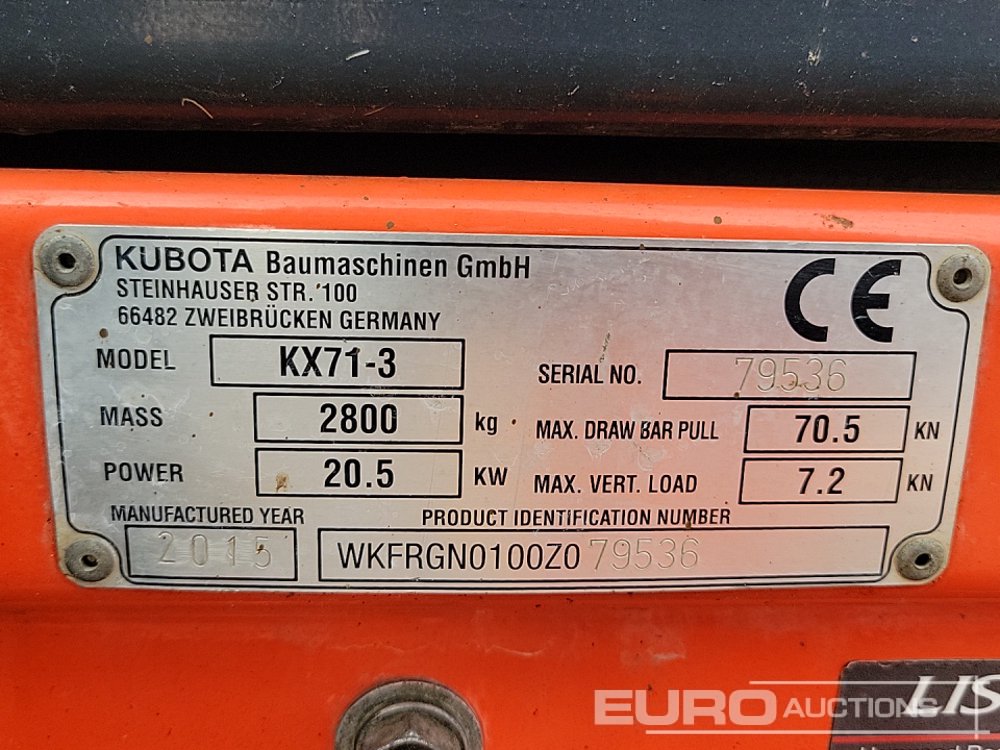 KUBOTA Baumaschinen GmbH
STEINHAUSER STR. 100
66482 ZWEIBRÜCKEN GERMANY
CE
MODEL KX71-3
SERIAL NO. 79536
MASS 2800 kg
MAX. DRAW BAR PULL 70.5 KN
POWER 20.5 KW
MAX. VERT. LOAD 7.2 KN
MANUFACTURED YEAR PRODUCT IDENTIFICATION NUMBER
2015 WKFRGN0100Z079536
EURO AUCTIONS